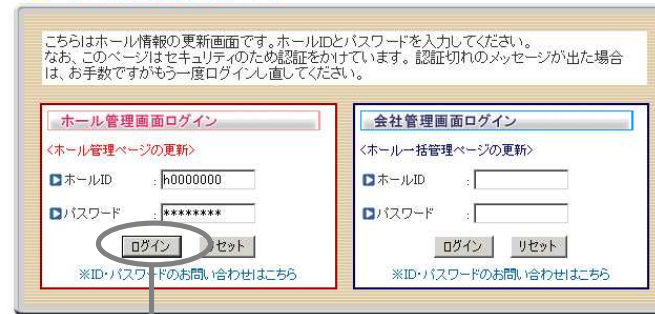 こちらはホール情報の更新画面です。ホールIDとパスワードを入力してください。
なお、このページはセキュリティのため認証をかけています。認証切れのメッセージが出た場合
は、お手数ですがもう一度ログインし直してください。
ホール管理画面ログイン
<ホール管理ページの更新>
ホールID : h0000000
パスワード : ********
ログイン リセット
※ID・パスワードのお問い合わせはこちら
会社管理画面ログイン
<ホール一括管理ページの更新>
ホールID :
パスワード :
ログイン リセット
※ID・パスワードのお問い合わせはこちら